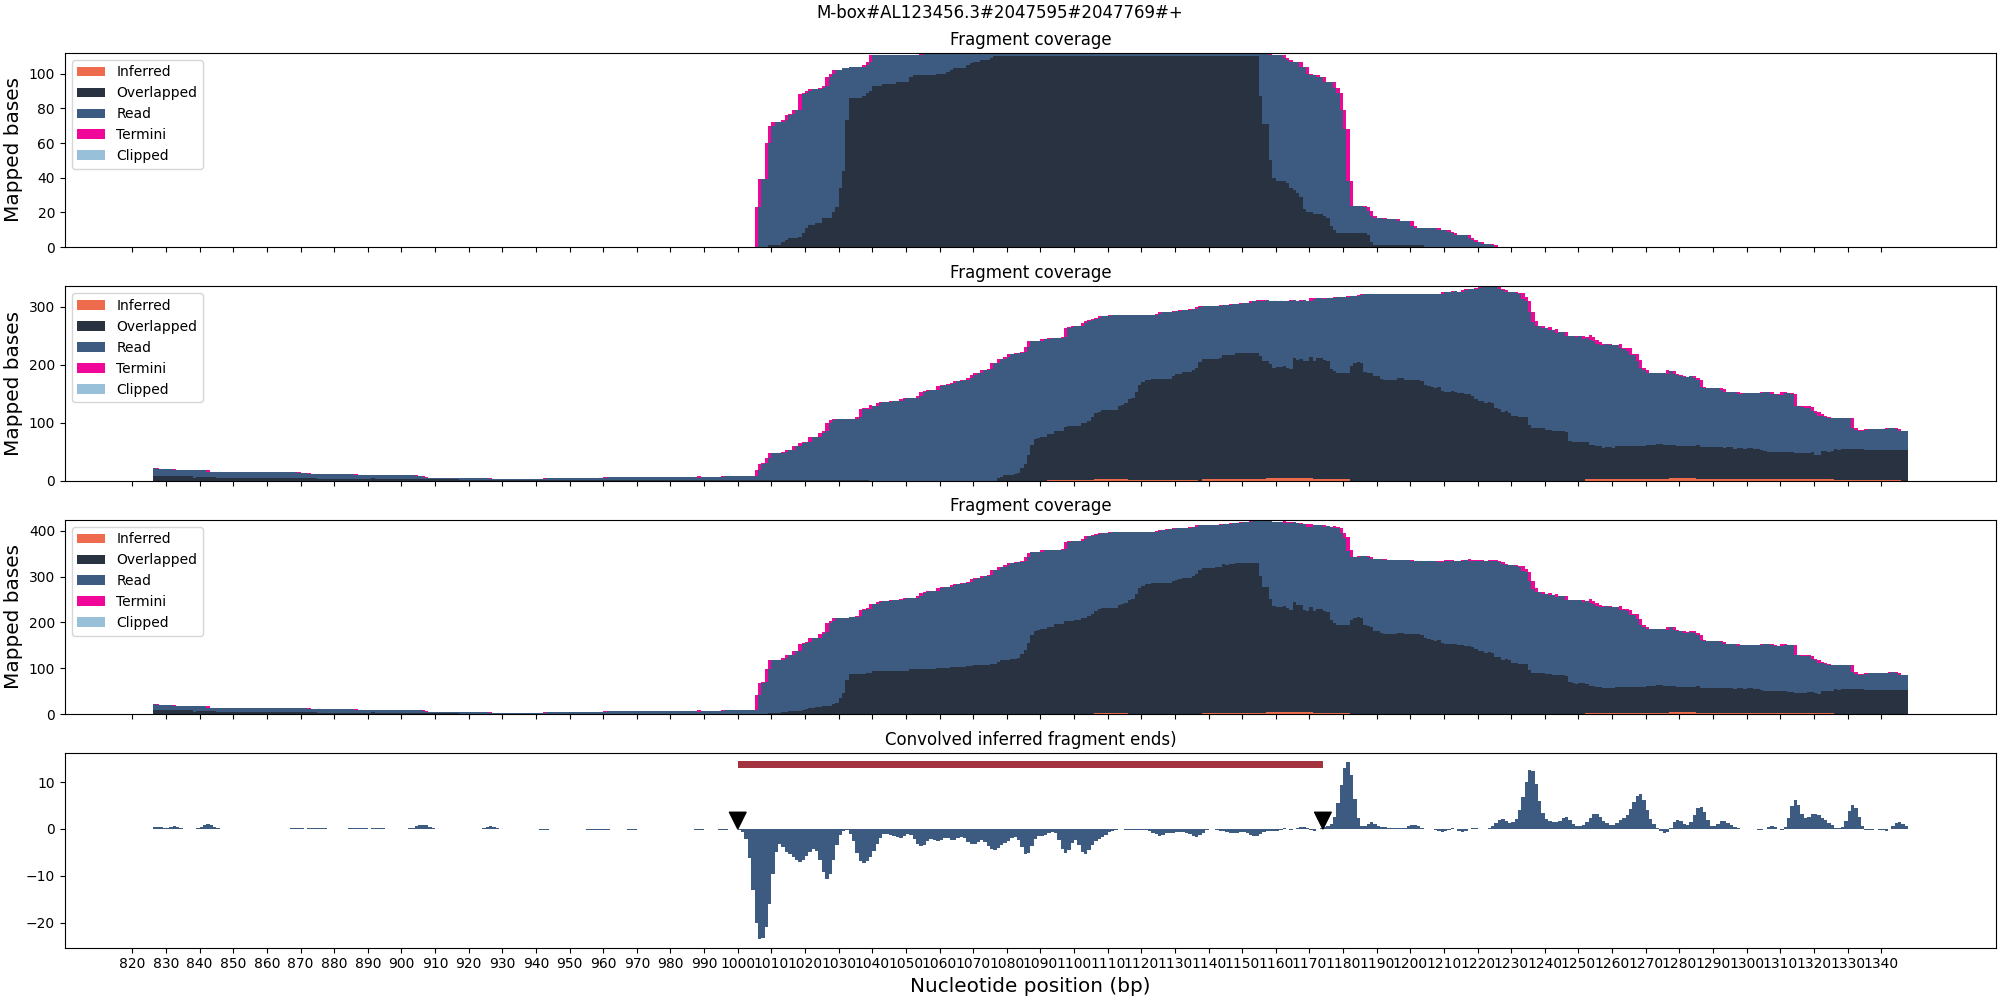 M-box#AL123456.3#2047595#2047769#+
Fragment coverage
Mapped bases
100
80
60
40
20
0
Inferred
Overlapped
Read
Termini
Clipped
Fragment coverage
Mapped bases
300
200
100
0
Inferred
Overlapped
Read
Termini
Clipped
Fragment coverage
Mapped bases
400
300
200
100
0
Inferred
Overlapped
Read
Termini
Clipped
Convolved inferred fragment ends)
10
0
−10
−20
820 830 840 850 860 870 880 890 900 910 920 930 940 950 960 970 980 990 1000 1010 1020 1030 1040 1050 1060 1070 1080 1090 1100 1110 1120 1130 1140 1150 1160 1170 1180 1190 1200 1210 1220 1230 1240 1250 1260 1270 1280 1290 1300 1310 1320 1330 1340
Nucleotide position (bp)